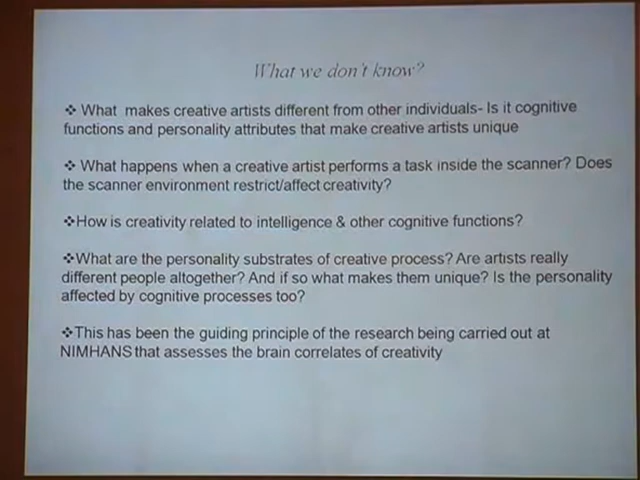 What we don't know?
❖ What makes creative artists different from other individuals- Is it cognitive
functions and personality attributes that make creative artists unique
❖ What happens when a creative artist performs a task inside the scanner? Does
the scanner environment restrict/affect creativity?
❖How is creativity related to intelligence & other cognitive functions?
❖What are the personality substrates of creative process? Are artists really
different people altogether? And if so what makes them unique? Is the personality
affected by cognitive processes too?
❖This has been the guiding principle of the research being carried out at
NIMHANS that assesses the brain correlates of creativity